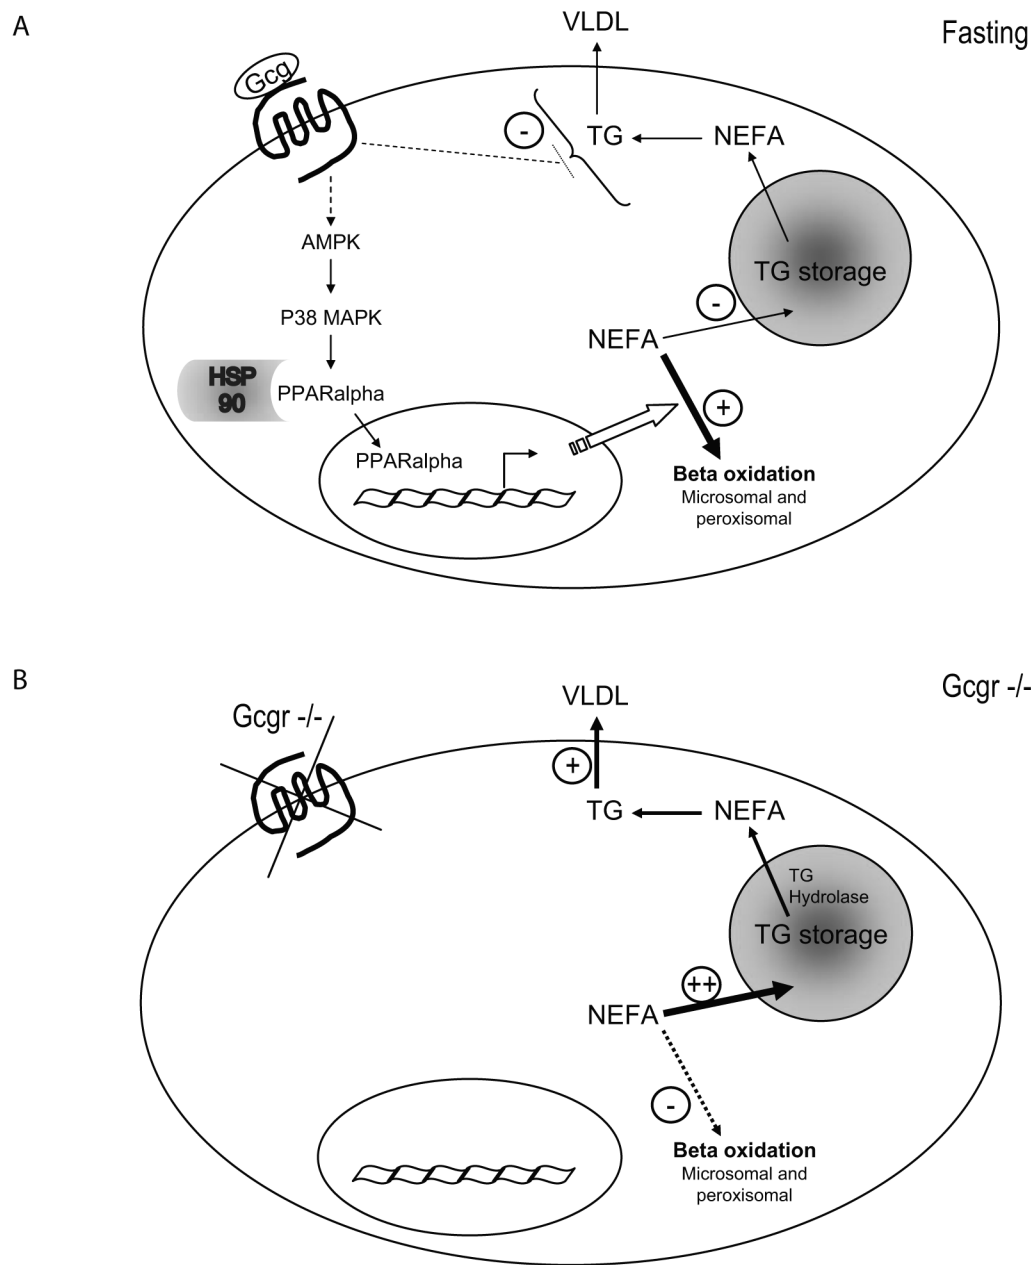 A
Fasting
VLDL
Gcg
-
TG
NEFA
AMPK
TG storage
P38 MAPK
-
NEFA
HSP
90
PPARalpha
+
PPARalpha
Beta oxidation
Microsomal and
peroxisomal
B
Gcgr -/-
VLDL
Gcgr -/-
+
TG
NEFA
TG
Hydrolase
TG storage
++
NEFA
-
Beta oxidation
Microsomal and
peroxisomal